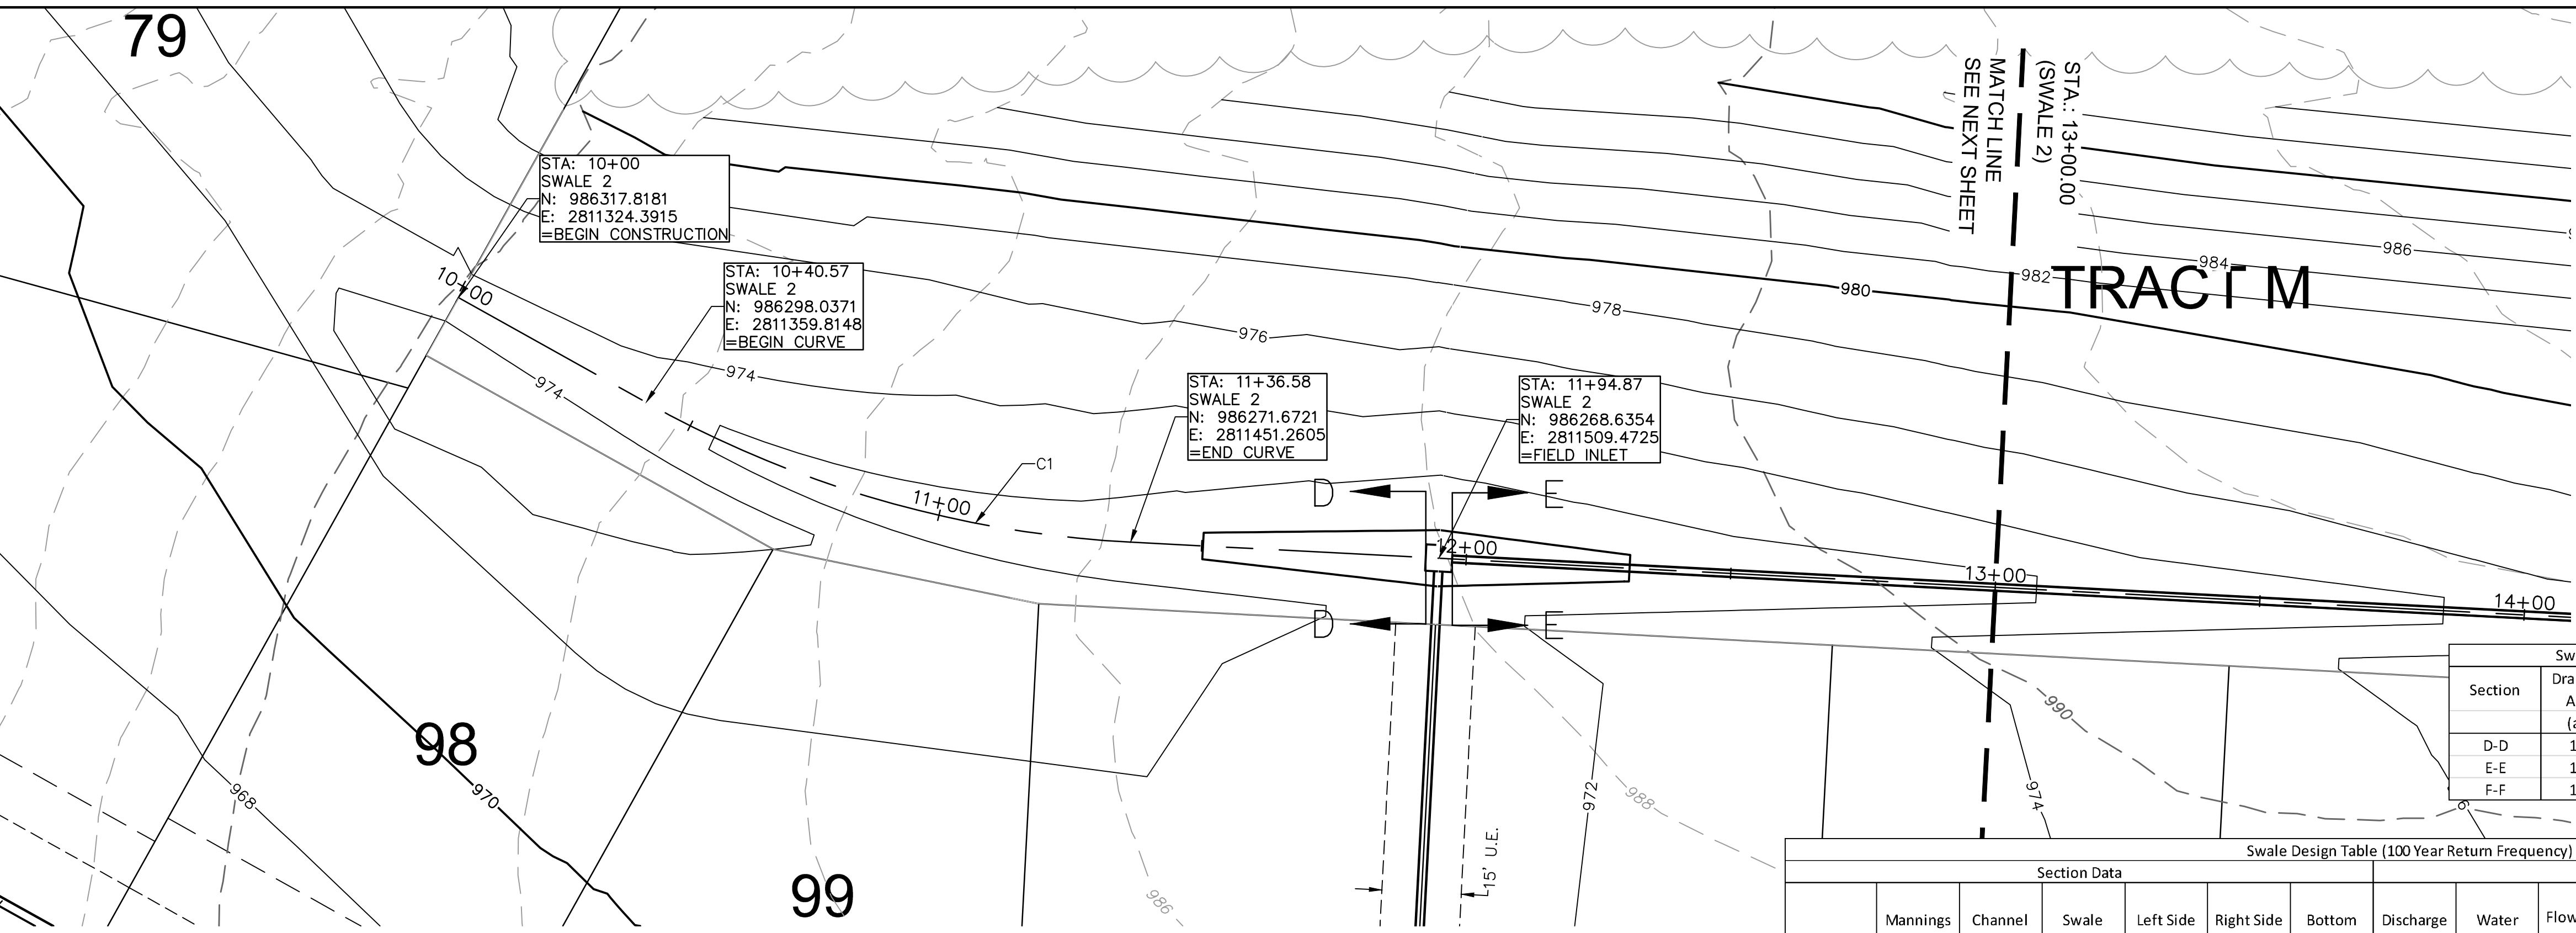 79
STA: 10+00
SWALE 2
N: 986317.8181
E: 2811324.3915
=BEGIN CONSTRUCTION
10+00
STA: 10+40.57
SWALE 2
N: 986298.0371
E: 2811359.8148
=BEGIN CURVE
STA: 11+36.58
SWALE 2
N: 986271.6721
E: 2811451.2605
=END CURVE
STA: 11+94.87
SWALE 2
N: 986268.6354
E: 2811509.4725
=FIELD INLET
STA.: 13+00.00
(SWALE 2)
MATCH LINE
SEE NEXT SHEET
TRACT M
986
984
982
980
978
976
974
974
C1
11+00
D
E
12+00
13+00
14+00
D
E
98
970
968
99
986
988
990
972
974
15' U.E.
Section
D-D
E-E
F-F
Swale Design Table (100 Year Return Frequency)
Section Data
Mannings
Channel
Swale
Left Side
Right Side
Bottom
Discharge
Water